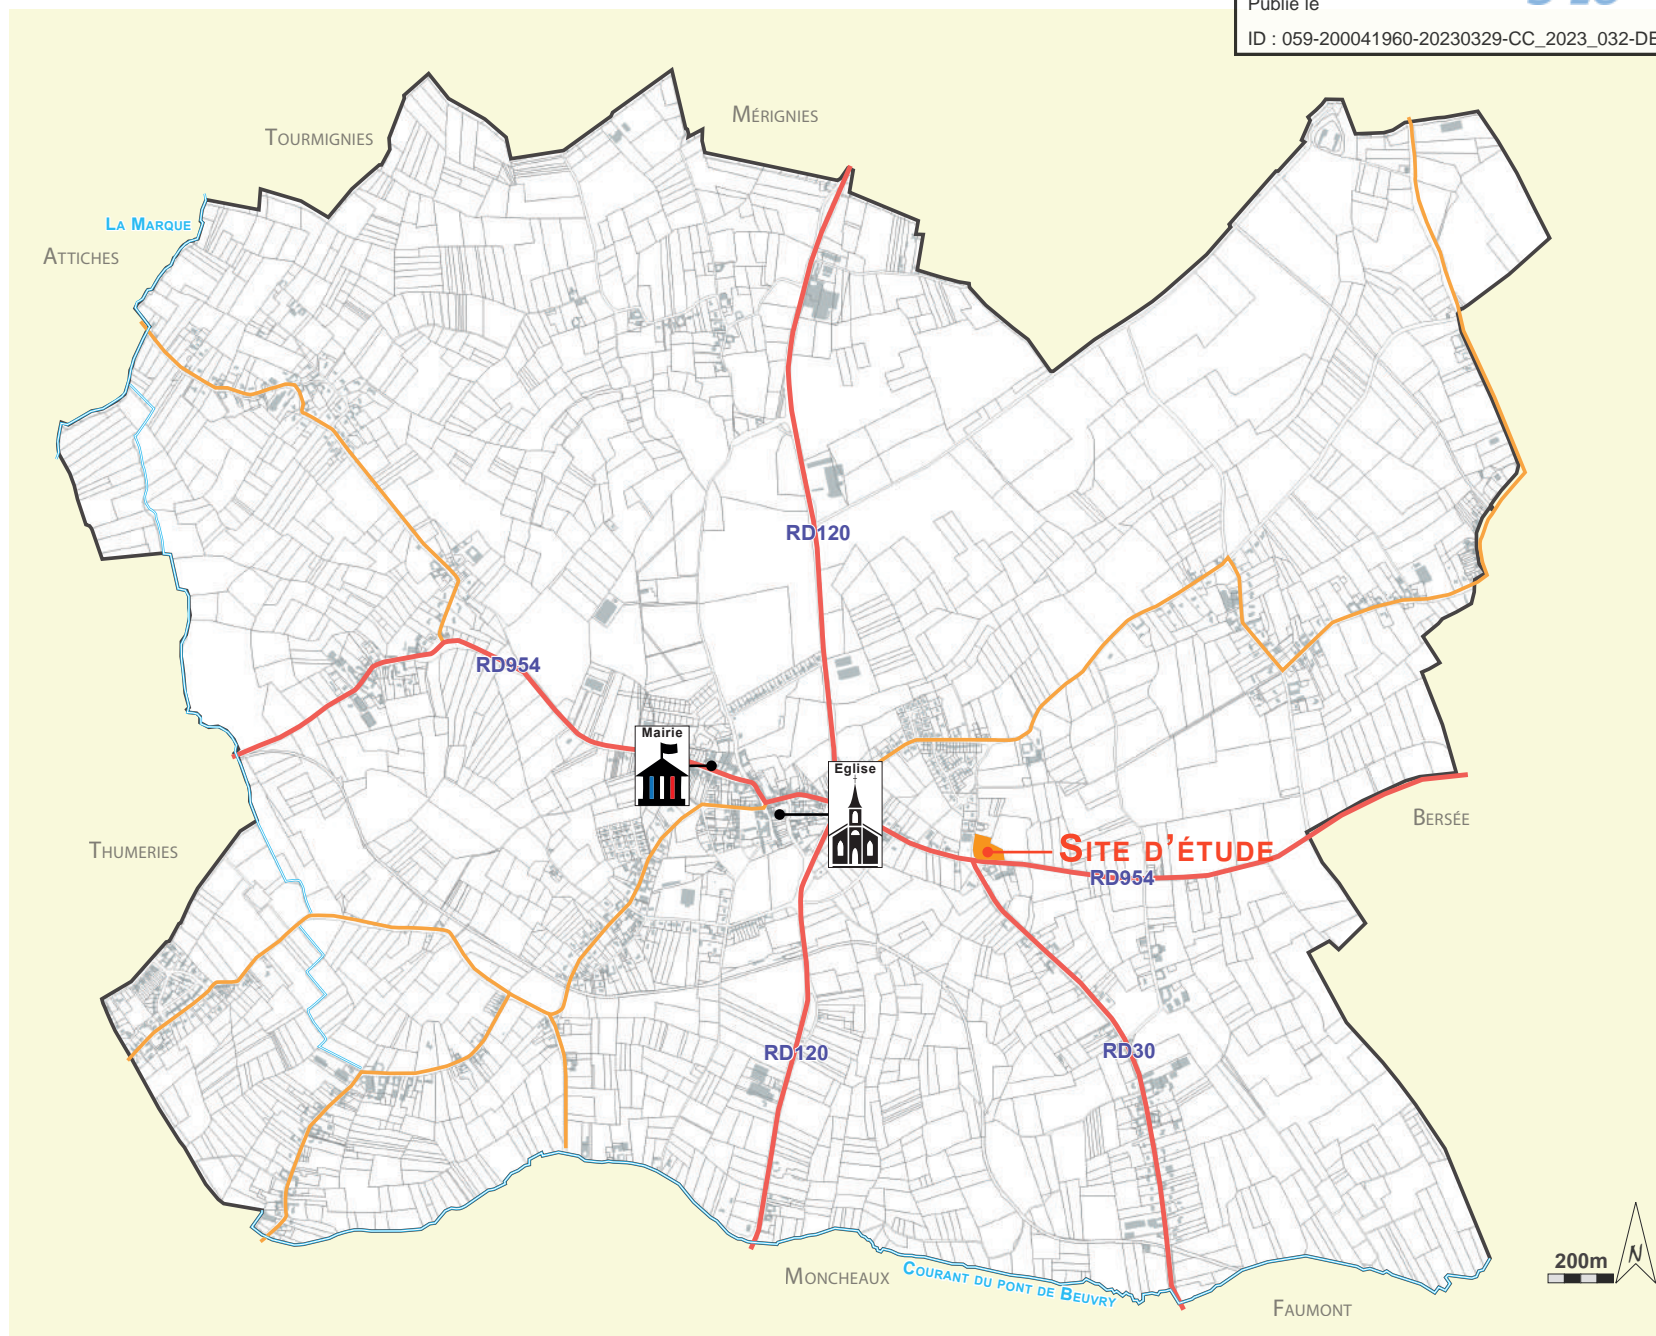 Publié le
ID : 059-200041960-20230329-CC_2023_032-DE
MÉRIGNIES
TOURMIGNIES
LA MARQUE
ATTICHES
RD120
RD954
Mairie
Eglise
BERSÉE
SITE D'ÉTUDE
THUMERIES
RD954
RD120
RD30
200m
N
MONCHEAUX
COURANT DU PONT DE BEUVRY
FAUMONT